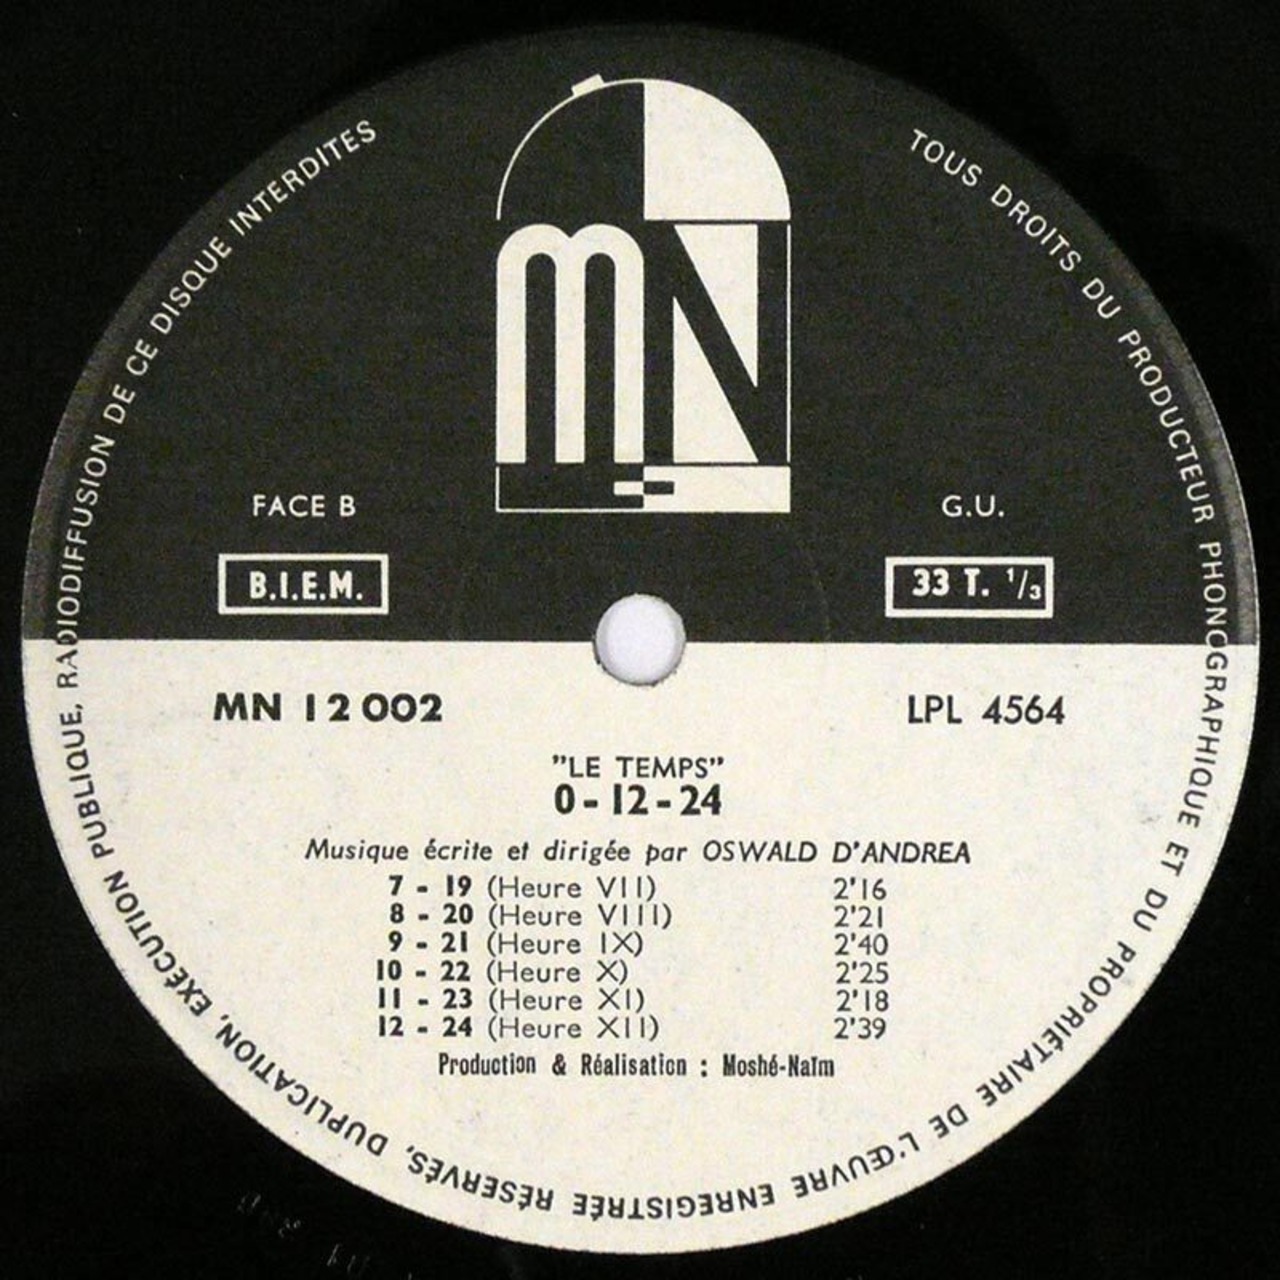 TOUS DROITS DU PRODUCTEUR PHONOGRAPHIQUE ET DU PROPRIÉTAIRE DE L'ŒUVRE ENREGISTRÉE RÉSERVÉS, DUPLICATION, EXÉCUTION PUBLIQUE, RADIODIFFUSION DE CE DISQUE INTERDITES
MN
FACE B
G.U.
B.I.E.M.
33 T. 1/3
MN 12 002
LPL 4564
"LE TEMPS"
0 - 12 - 24
Musique écrite et dirigée par OSWALD D'ANDREA
7 - 19 (Heure VII) 2'16
8 - 20 (Heure VIII) 2'21
9 - 21 (Heure IX) 2'40
10 - 22 (Heure X) 2'25
11 - 23 (Heure XI) 2'18
12 - 24 (Heure XII) 2'39
Production & Réalisation : Moshé-Naïm